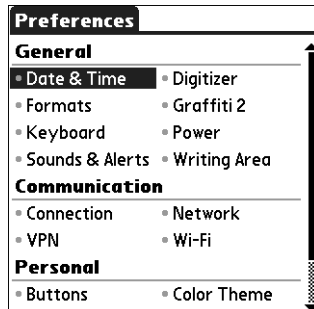 Preferences
General
Date & Time Digitizer
Formats Graffiti 2
Keyboard Power
Sounds & Alerts Writing Area
Communication
Connection Network
VPN Wi-Fi
Personal
Buttons Color Theme